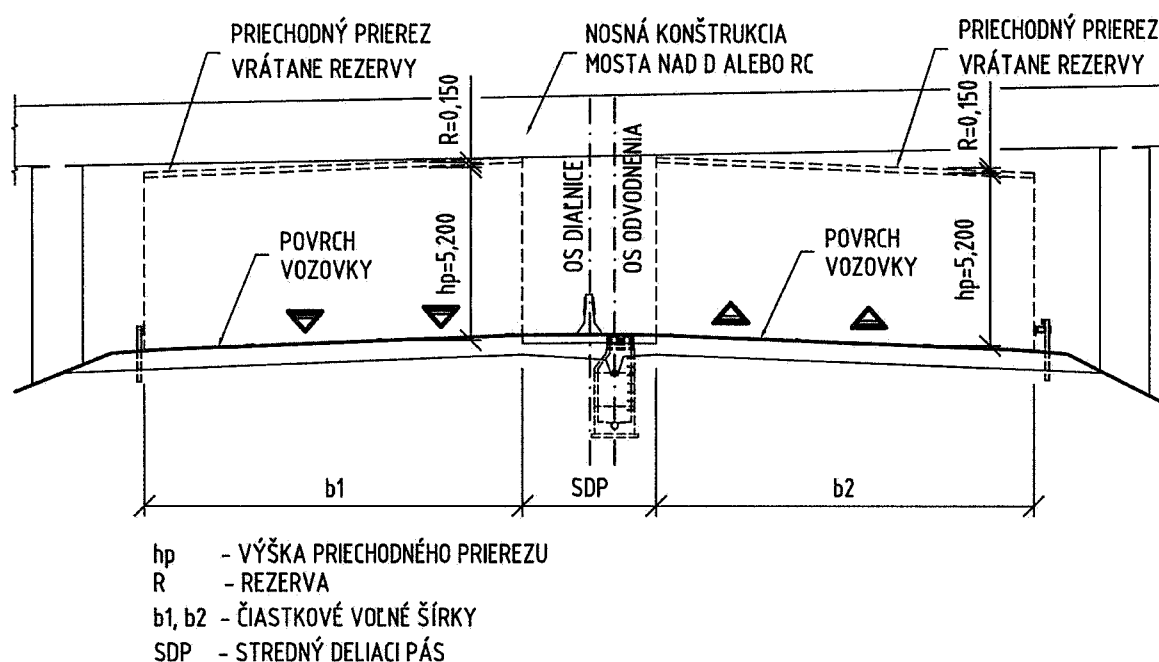 PRIECHODNÝ PRIEREZ
VRÁTANE REZERVY
NOSNÁ KONŠTRUKCIA
MOSTA NAD D ALEBO RC
PRIECHODNÝ PRIEREZ
VRÁTANE REZERVY
R=0,150
R=0,150
OS DIAĽNICE
OS ODVODNENIA
POVRCH
VOZOVKY
hp=5,200
POVRCH
VOZOVKY
hp=5,200
b1
SDP
b2
hp - VÝŠKA PRIECHODNÉHO PRIEREZU
R - REZERVA
b1, b2 - ČIASTKOVÉ VOĽNÉ ŠÍRKY
SDP - STREDNÝ DELIACI PÁS